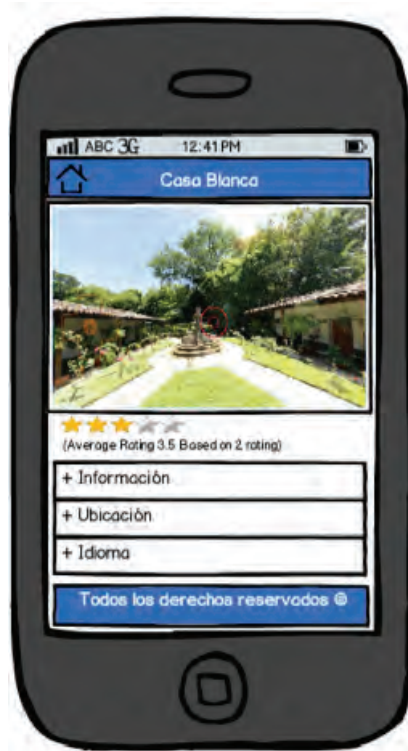 ABC 3G 12:41 PM
Casa Blanca
(Average Rating 3.5 Based on 2 rating)
+ Información
+ Ubicación
+ Idioma
Todos los derechos reservados ©